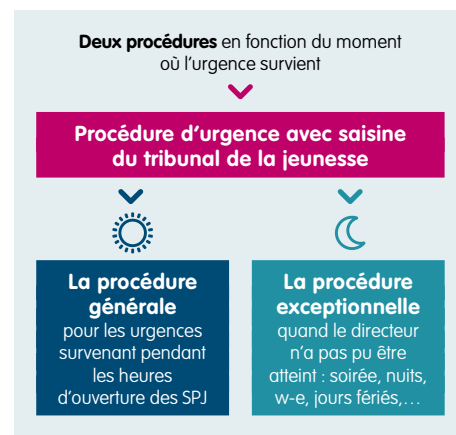 Deux procédures en fonction du moment
où l’urgence survient
Procédure d’urgence avec saisine
du tribunal de la jeunesse
La procédure
générale
pour les urgences
survenant pendant
les heures
d’ouverture des SPJ
La procédure
exceptionnelle
quand le directeur
n’a pas pu être
atteint : soirée, nuits,
w-e, jours fériés,…